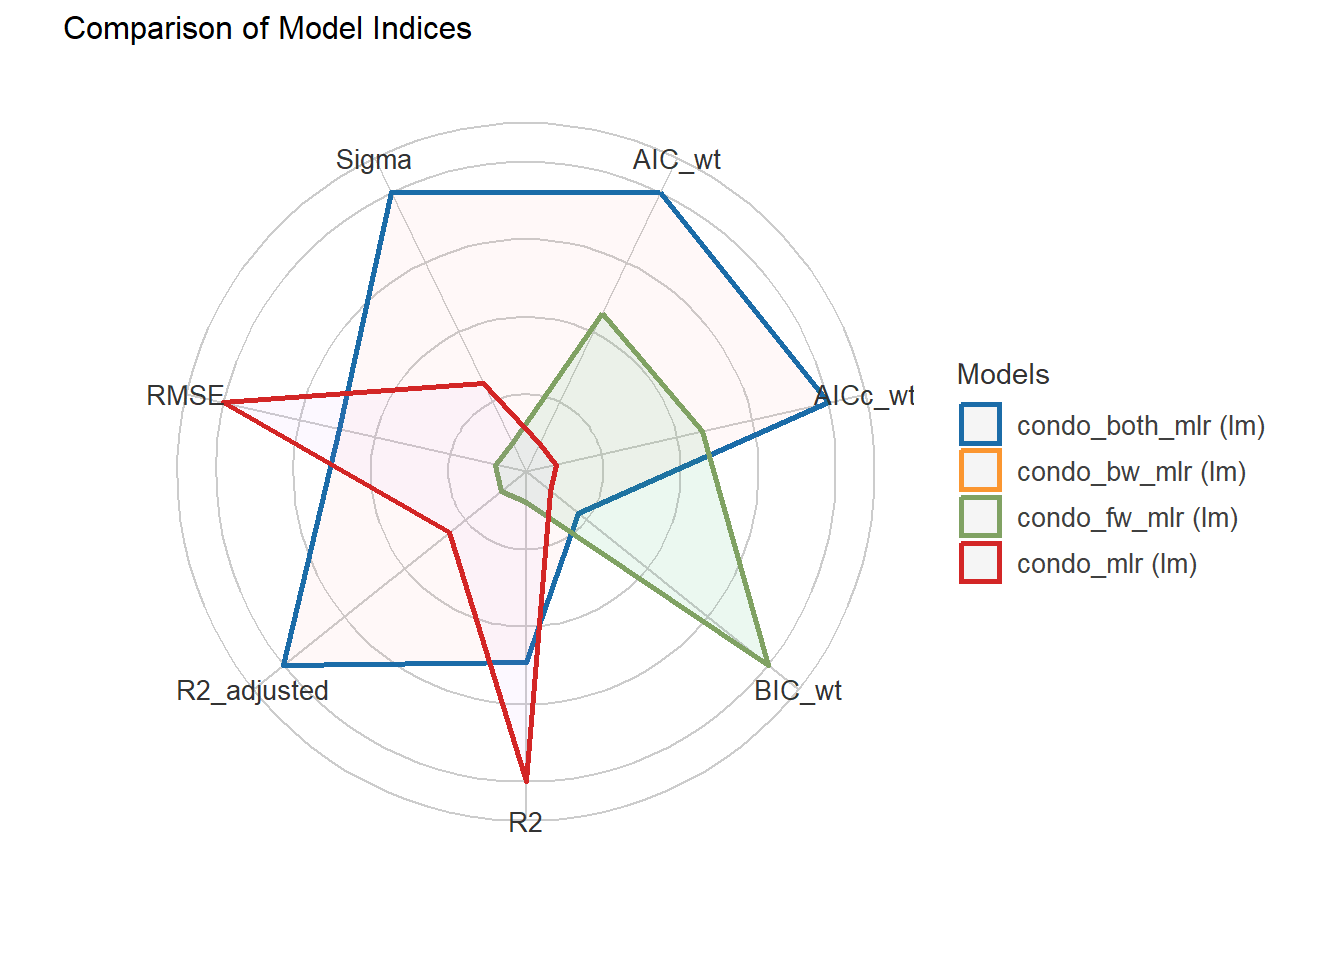 Comparison of Model Indices
Sigma
AIC_wt
RMSE
AICc_wt
R2_adjusted
BIC_wt
R2
Models
condo_both_mlr (lm)
condo_bw_mlr (lm)
condo_fw_mlr (lm)
condo_mlr (lm)